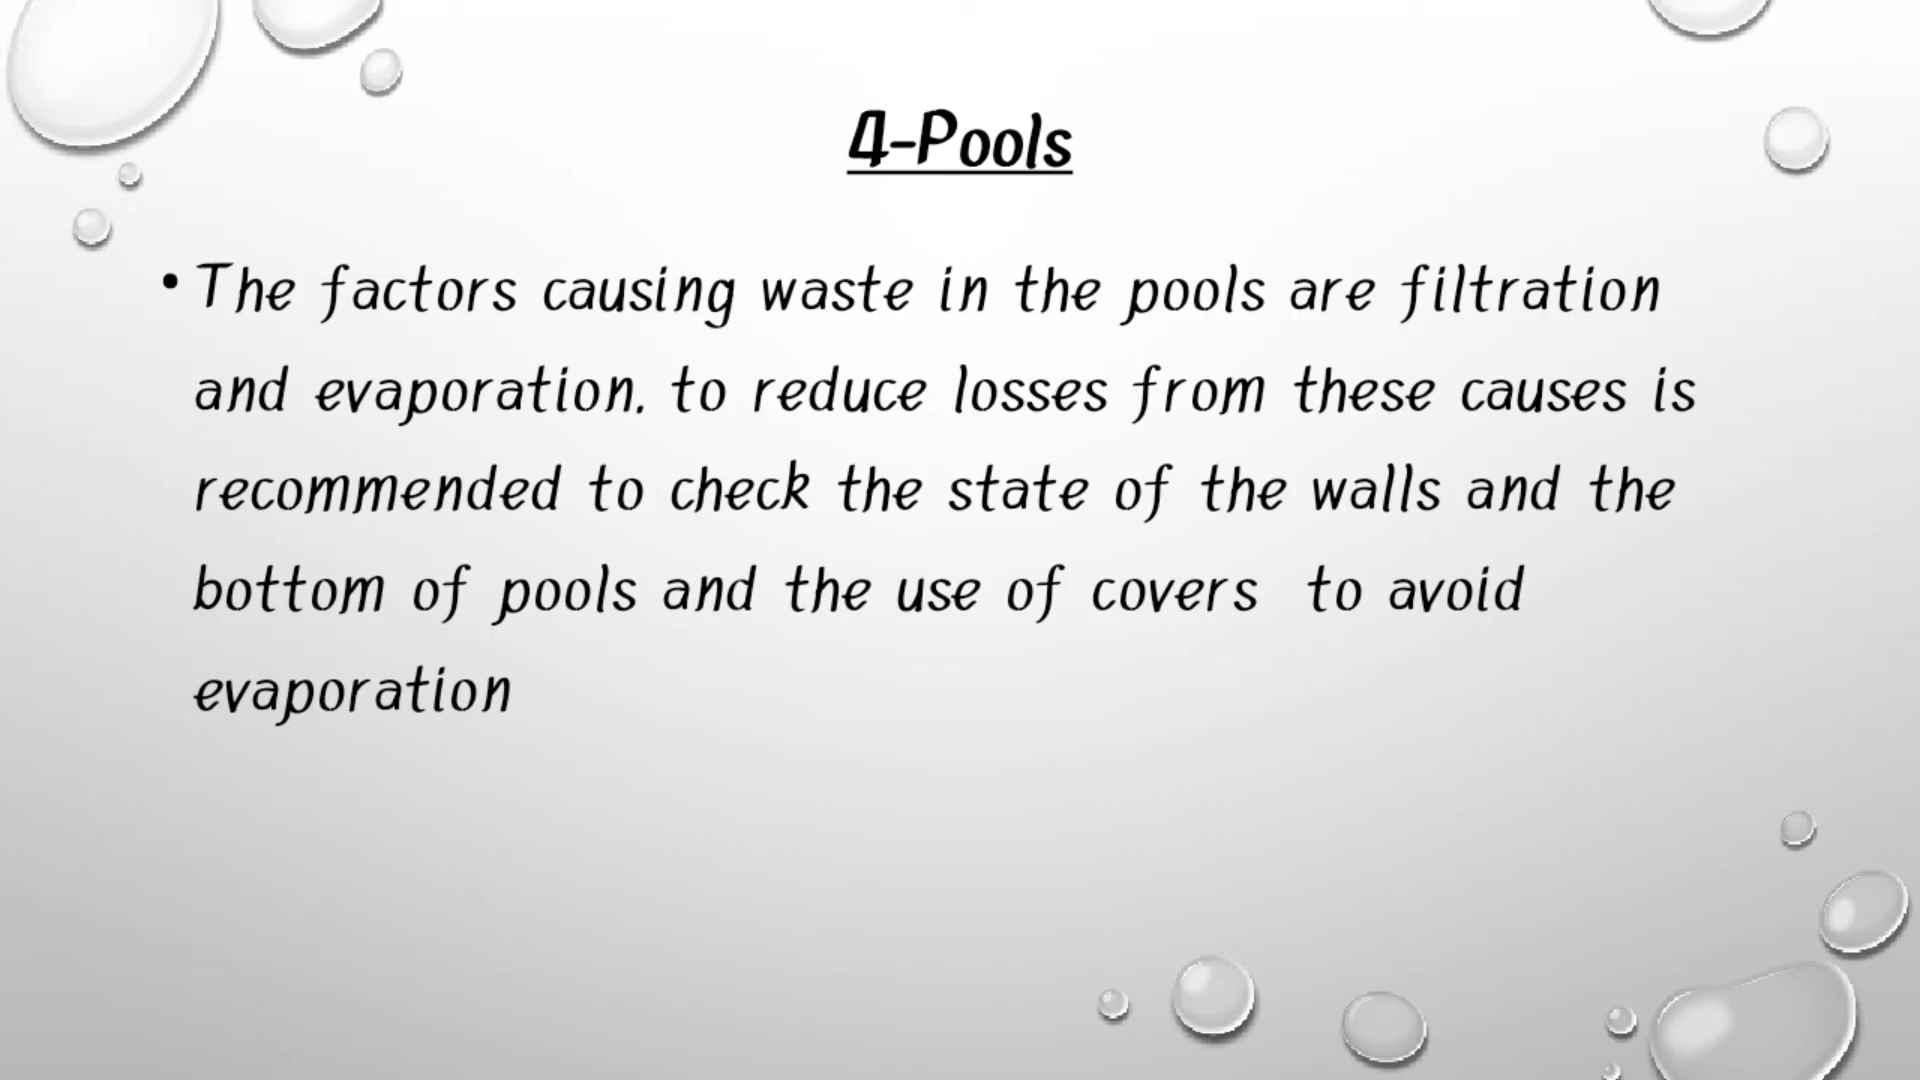 4-Pools
• The factors causing waste in the pools are filtration
and evaporation. to reduce losses from these causes is
recommended to check the state of the walls and the
bottom of pools and the use of covers  to avoid
evaporation